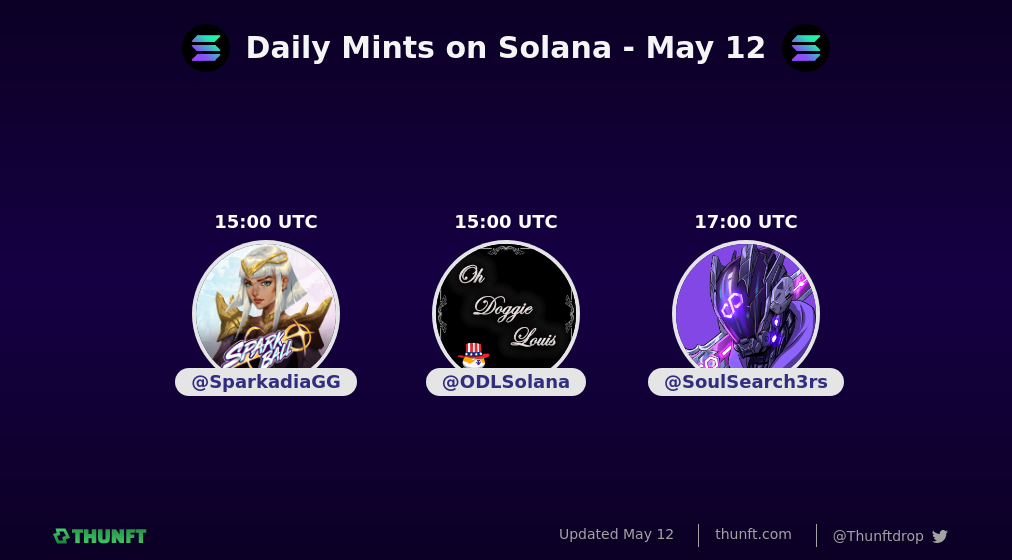 Daily Mints on Solana - May 12
15:00 UTC
15:00 UTC
17:00 UTC
SPARK
BALL
Oh
Doggie
Louis
@SparkadiaGG
@ODLSolana
@SoulSearch3rs
THUNFT
Updated May 12
thunft.com
@Thunftdrop